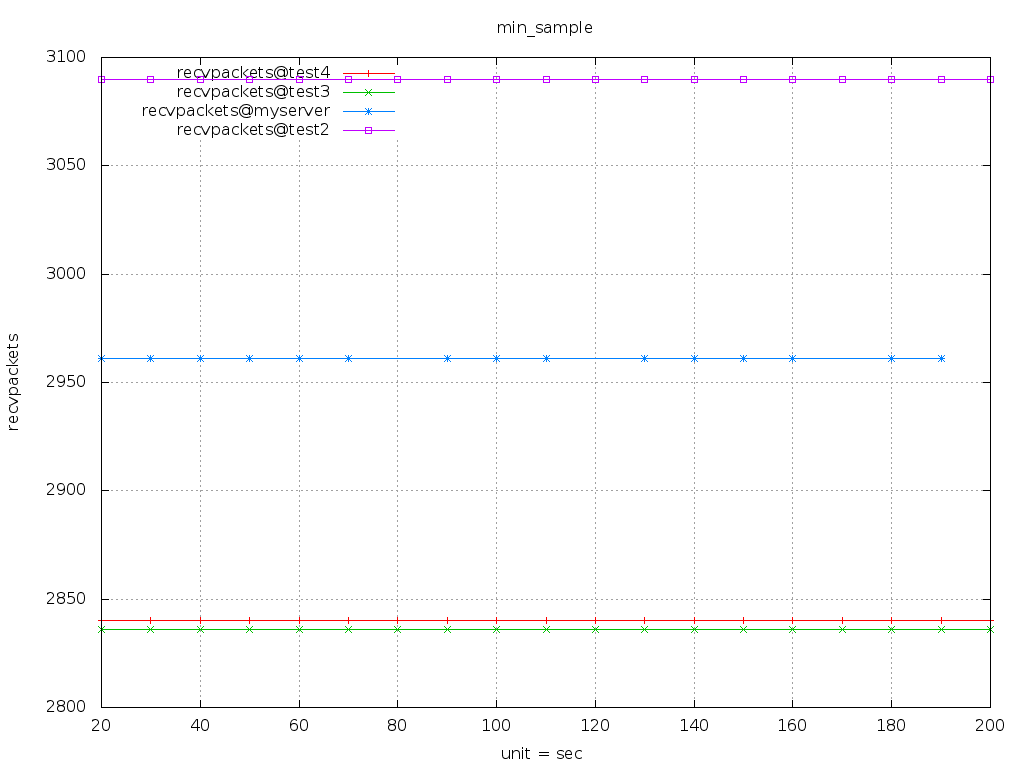 min_sample
3100
recvpackets@test4
recvpackets@test3
recvpackets@myserver
recvpackets@test2
3050
3000
2950
2900
2850
2800
recvpackets
20 40 60 80 100 120 140 160 180 200
unit = sec